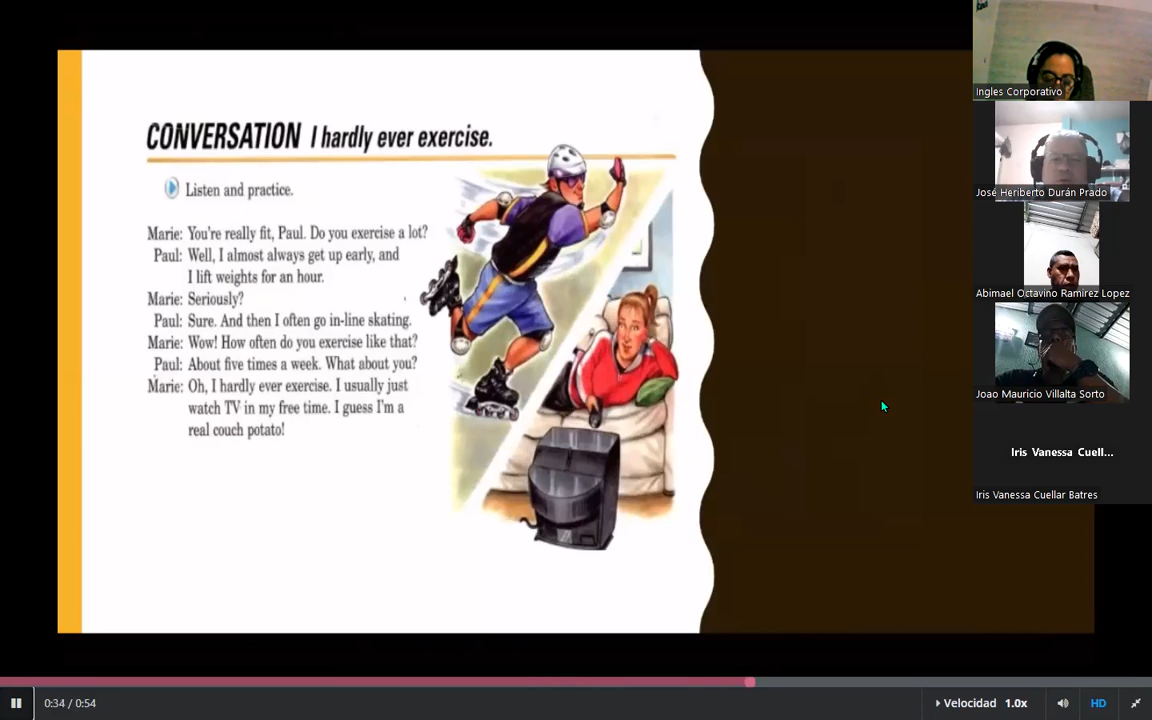 CONVERSATION I hardly ever exercise.
Listen and practice.
Marie: You're really fit, Paul. Do you exercise a lot?
Paul: Well, I almost always get up early, and
I lift weights for an hour.
Marie: Seriously?
Paul: Sure. And then I often go in-line skating.
Marie: Wow! How often do you exercise like that?
Paul: About five times a week. What about you?
Marie: Oh, I hardly ever exercise. I usually just
watch TV in my free time. I guess I'm a
real couch potato!
Ingles Corporativo
José Heriberto Durán Prado
Abimael Octavino Ramirez Lopez
Joao Mauricio Villalta Sorto
Iris Vanessa Cuell...
Iris Vanessa Cuellar Batres
0:34 / 0:54
Velocidad 1.0x
HD